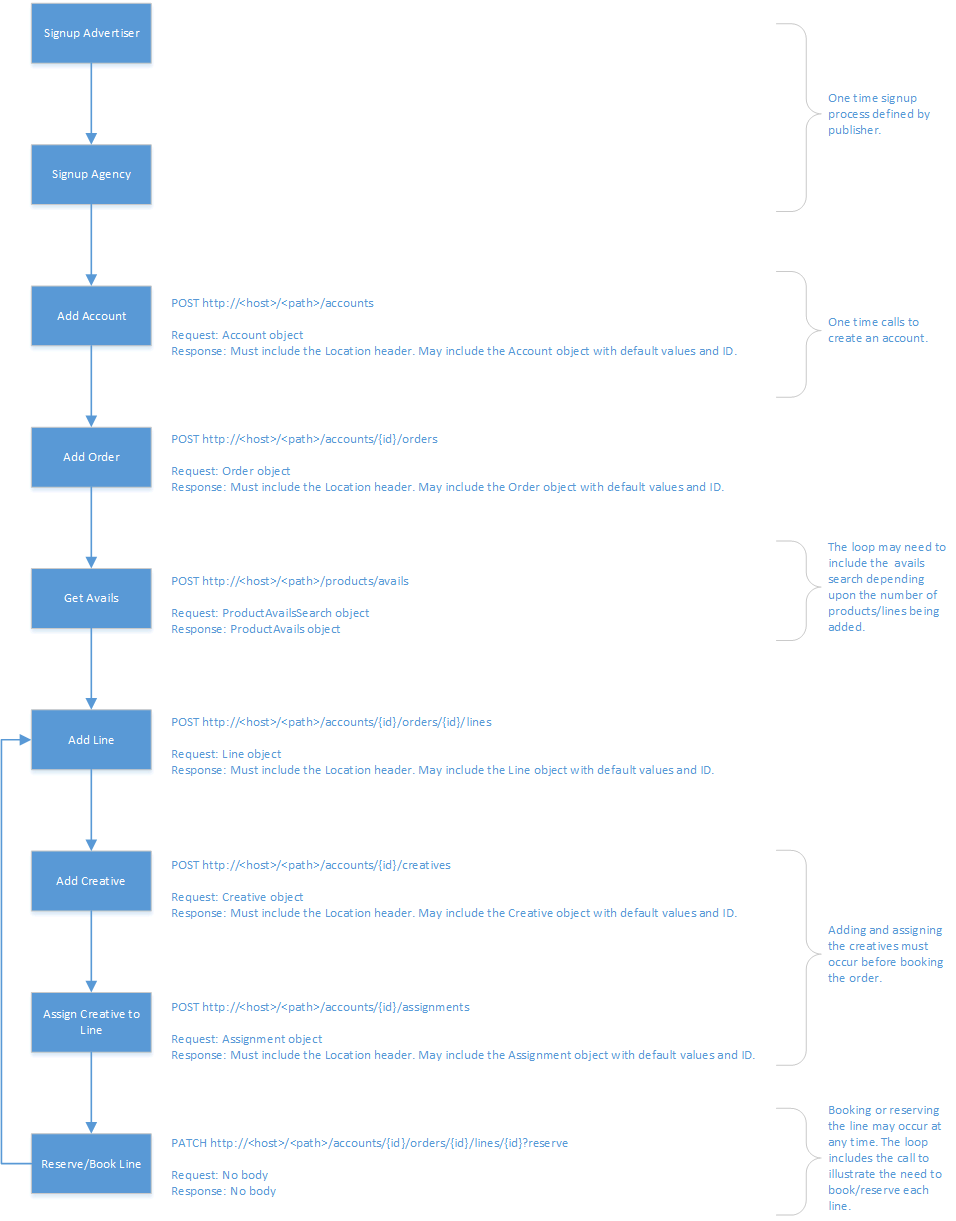 Signup Advertiser
One time signup
process defined by
publisher.
Signup Agency
Add Account
POST http://<host>/<path>/accounts
Request: Account object
Response: Must include the Location header. May include the Account object with default values and ID.
One time calls to
create an account.
Add Order
POST http://<host>/<path>/accounts/{id}/orders
Request: Order object
Response: Must include the Location header. May include the Order object with default values and ID.
Get Avails
POST http://<host>/<path>/products/avails
Request: ProductAvailsSearch object
Response: ProductAvails object
The loop may need to
include the  avails
search depending
upon the number of
products/lines being
added.
Add Line
POST http://<host>/<path>/accounts/{id}/orders/{id}/lines
Request: Line object
Response: Must include the Location header. May include the Line object with default values and ID.
Add Creative
POST http://<host>/<path>/accounts/{id}/creatives
Request: Creative object
Response: Must include the Location header. May include the Creative object with default values and ID.
Adding and assigning
the creatives must
occur before booking
the order.
Assign Creative to
Line
POST http://<host>/<path>/accounts/{id}/assignments
Request: Assignment object
Response: Must include the Location header. May include the Assignment object with default values and ID.
Reserve/Book Line
PATCH http://<host>/<path>/accounts/{id}/orders/{id}/lines/{id}?reserve
Request: No body
Response: No body
Booking or reserving
the line may occur at
any time. The loop
includes the call to
illustrate the need to
book/reserve each
line.